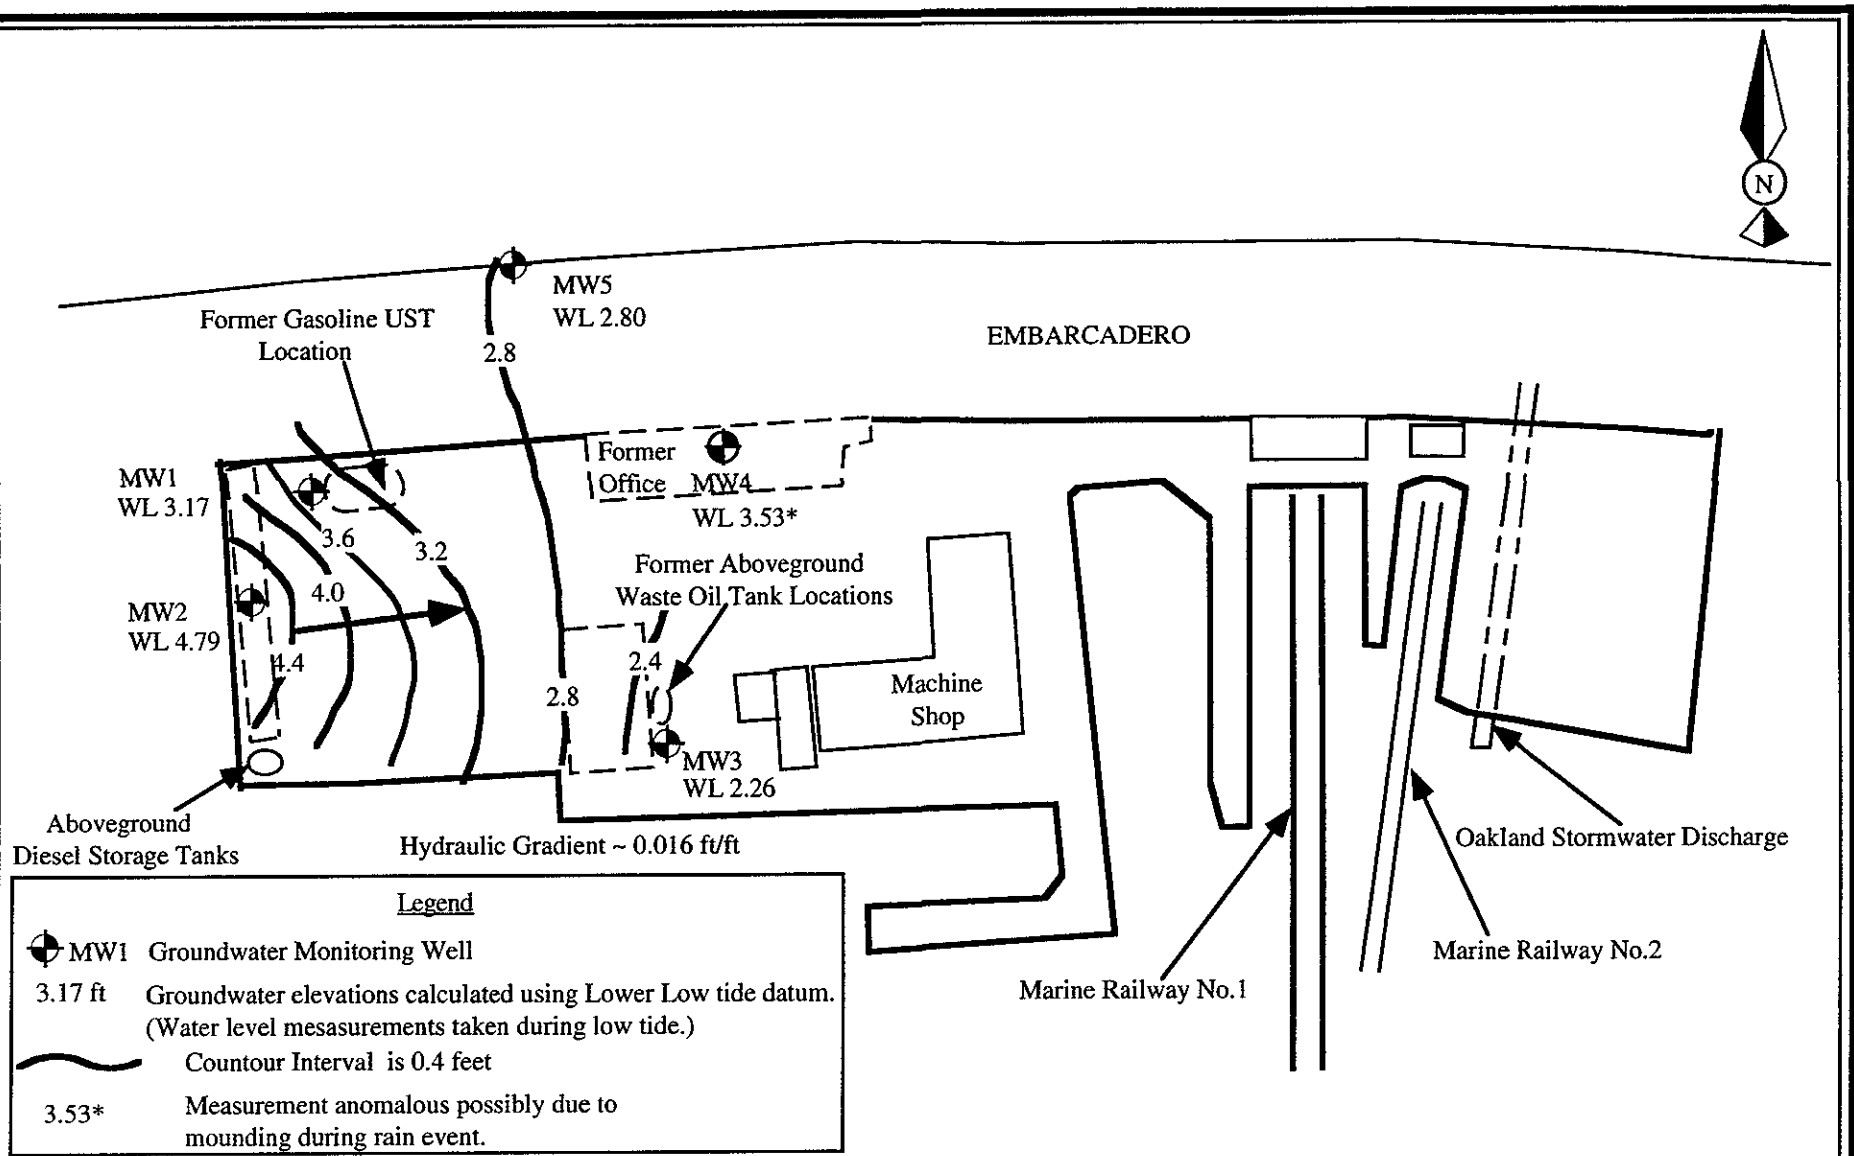 N
MW5
WL 2.80
Former Gasoline UST
Location
2.8
EMBARCADERO
MW1
WL 3.17
Former
Office
MW4
WL 3.53*
3.6
3.2
4.0
Former Aboveground
Waste Oil Tank Locations
MW2
WL 4.79
4.4
2.4
2.8
Machine
Shop
MW3
WL 2.26
Aboveground
Diesel Storage Tanks
Hydraulic Gradient ~ 0.016 ft/ft
Oakland Stormwater Discharge
Marine Railway No.2
Marine Railway No.1
Legend
MW1 Groundwater Monitoring Well
3.17 ft Groundwater elevations calculated using Lower Low tide datum.
(Water level mesasurements taken during low tide.)
Countour Interval is 0.4 feet
3.53* Measurement anomalous possibly due to
mounding during rain event.